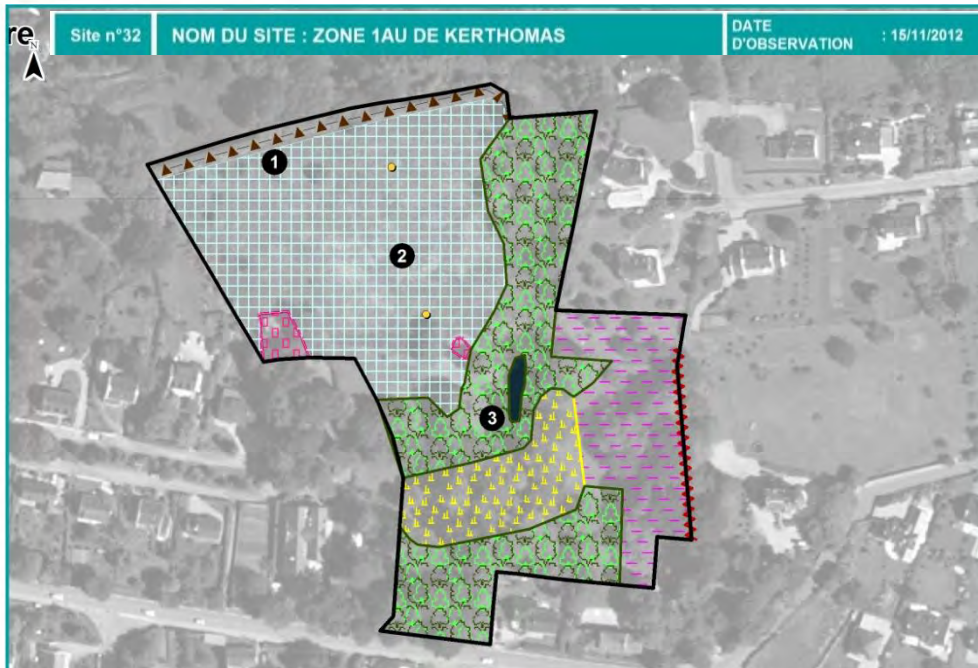 re
N
Site n°32
NOM DU SITE : ZONE 1AU DE KERTHOMAS
DATE
D'OBSERVATION : 15/11/2012
1
2
3